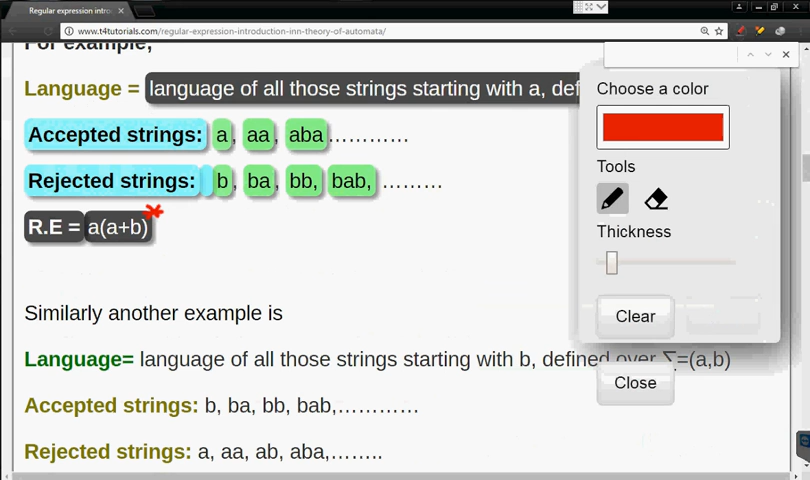 Regular expression intro
www.t4tutorials.com/regular-expression-introduction-inn-theory-of-automata/
For example,
Language = language of all those strings starting with a, def
Accepted strings: a, aa, aba…………
Rejected strings: b, ba, bb, bab, ………
R.E = a(a+b)*
Similarly another example is
Language= language of all those strings starting with b, defined over ∑=(a,b)
Accepted strings: b, ba, bb, bab,…………
Rejected strings: a, aa, ab, aba,……..
Choose a color
Tools
Thickness
Clear
Close